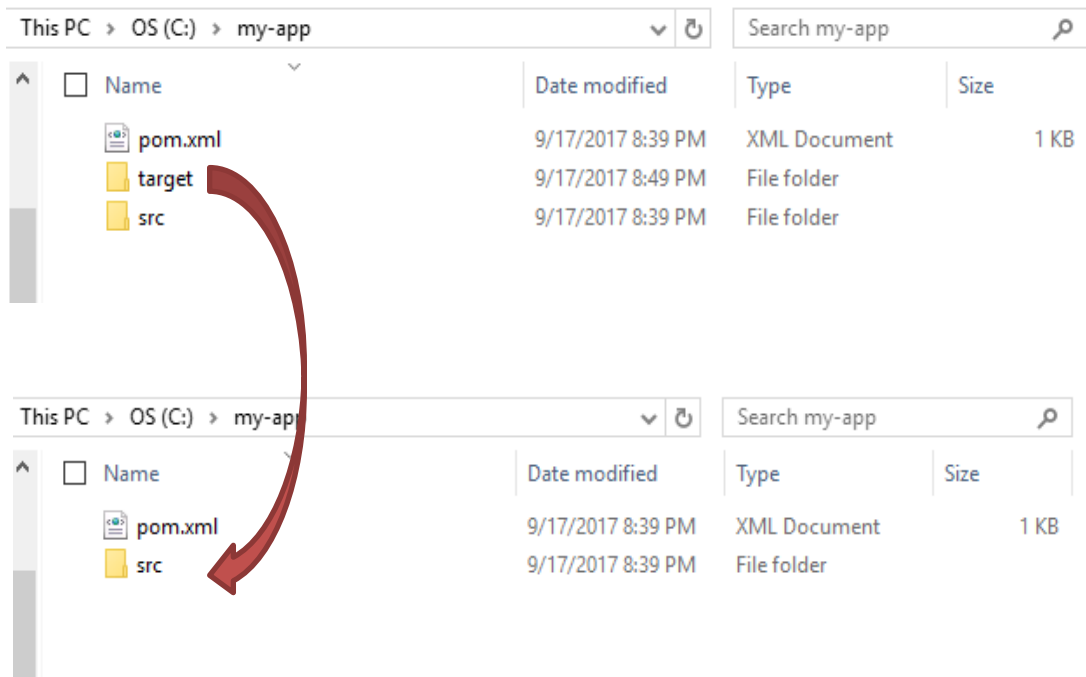 This PC > OS (C:) > my-app Search my-app
Name Date modified Type Size
pom.xml 9/17/2017 8:39 PM XML Document 1 KB
target 9/17/2017 8:49 PM File folder
src 9/17/2017 8:39 PM File folder
This PC > OS (C:) > my-app Search my-app
Name Date modified Type Size
pom.xml 9/17/2017 8:39 PM XML Document 1 KB
src 9/17/2017 8:39 PM File folder